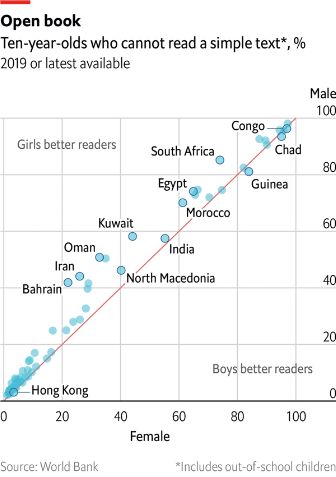 Open book
Ten-year-olds who cannot read a simple text*, %
2019 or latest available
Male
100
Congo
Girls better readers
Chad
South Africa
80
Egypt
Guinea
Morocco
60
Kuwait
India
Oman
Iran
North Macedonia
Bahrain
40
20
Boys better readers
Hong Kong
0
0 20 40 60 80 100
Female
Source: World Bank *Includes out-of-school children